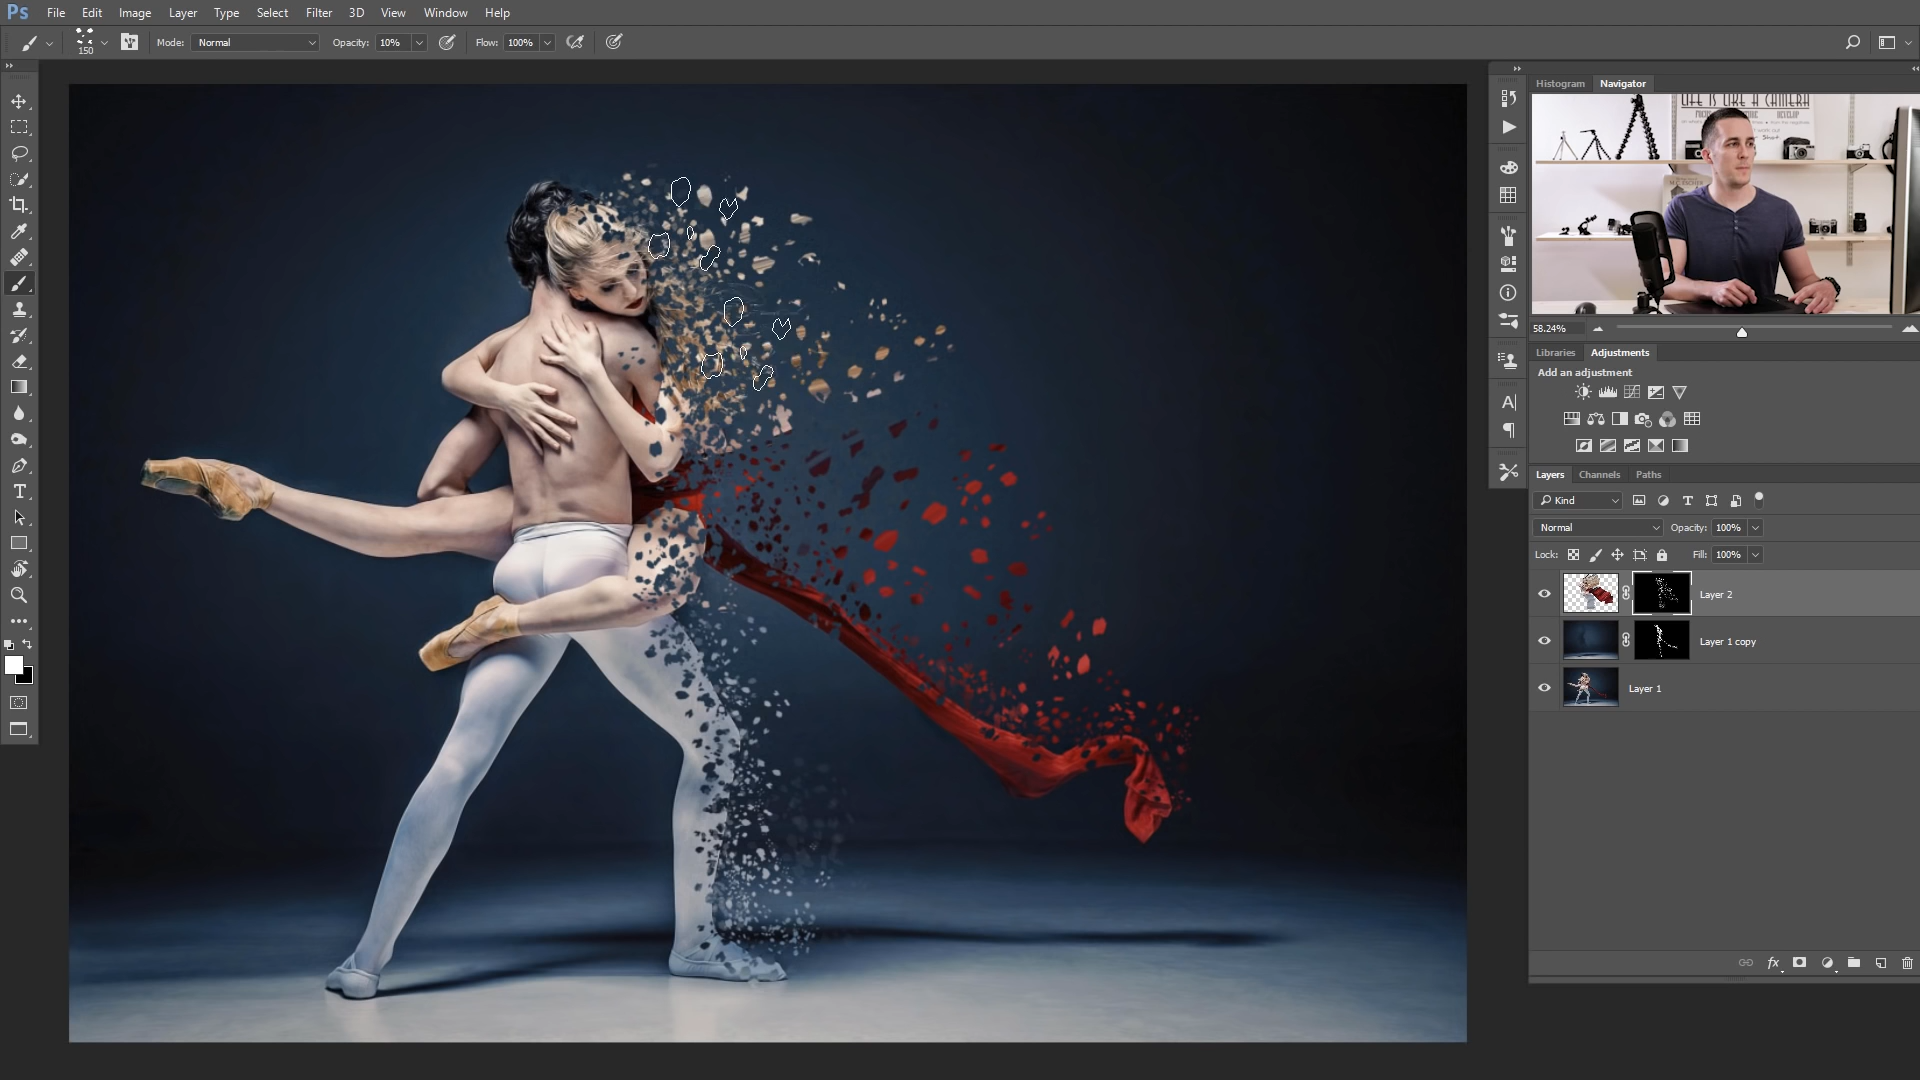 Ps File Edit Image Layer Type Select Filter 3D View Window Help
150 Mode: Normal Opacity: 10% Flow: 100%
Histogram Navigator
LIFE IS LIKE A CAMERA
58.24%
Libraries Adjustments
Add an adjustment
Layers Channels Paths
Kind
Normal Opacity: 100%
Lock: Fill: 100%
Layer 2
Layer 1 copy
Layer 1